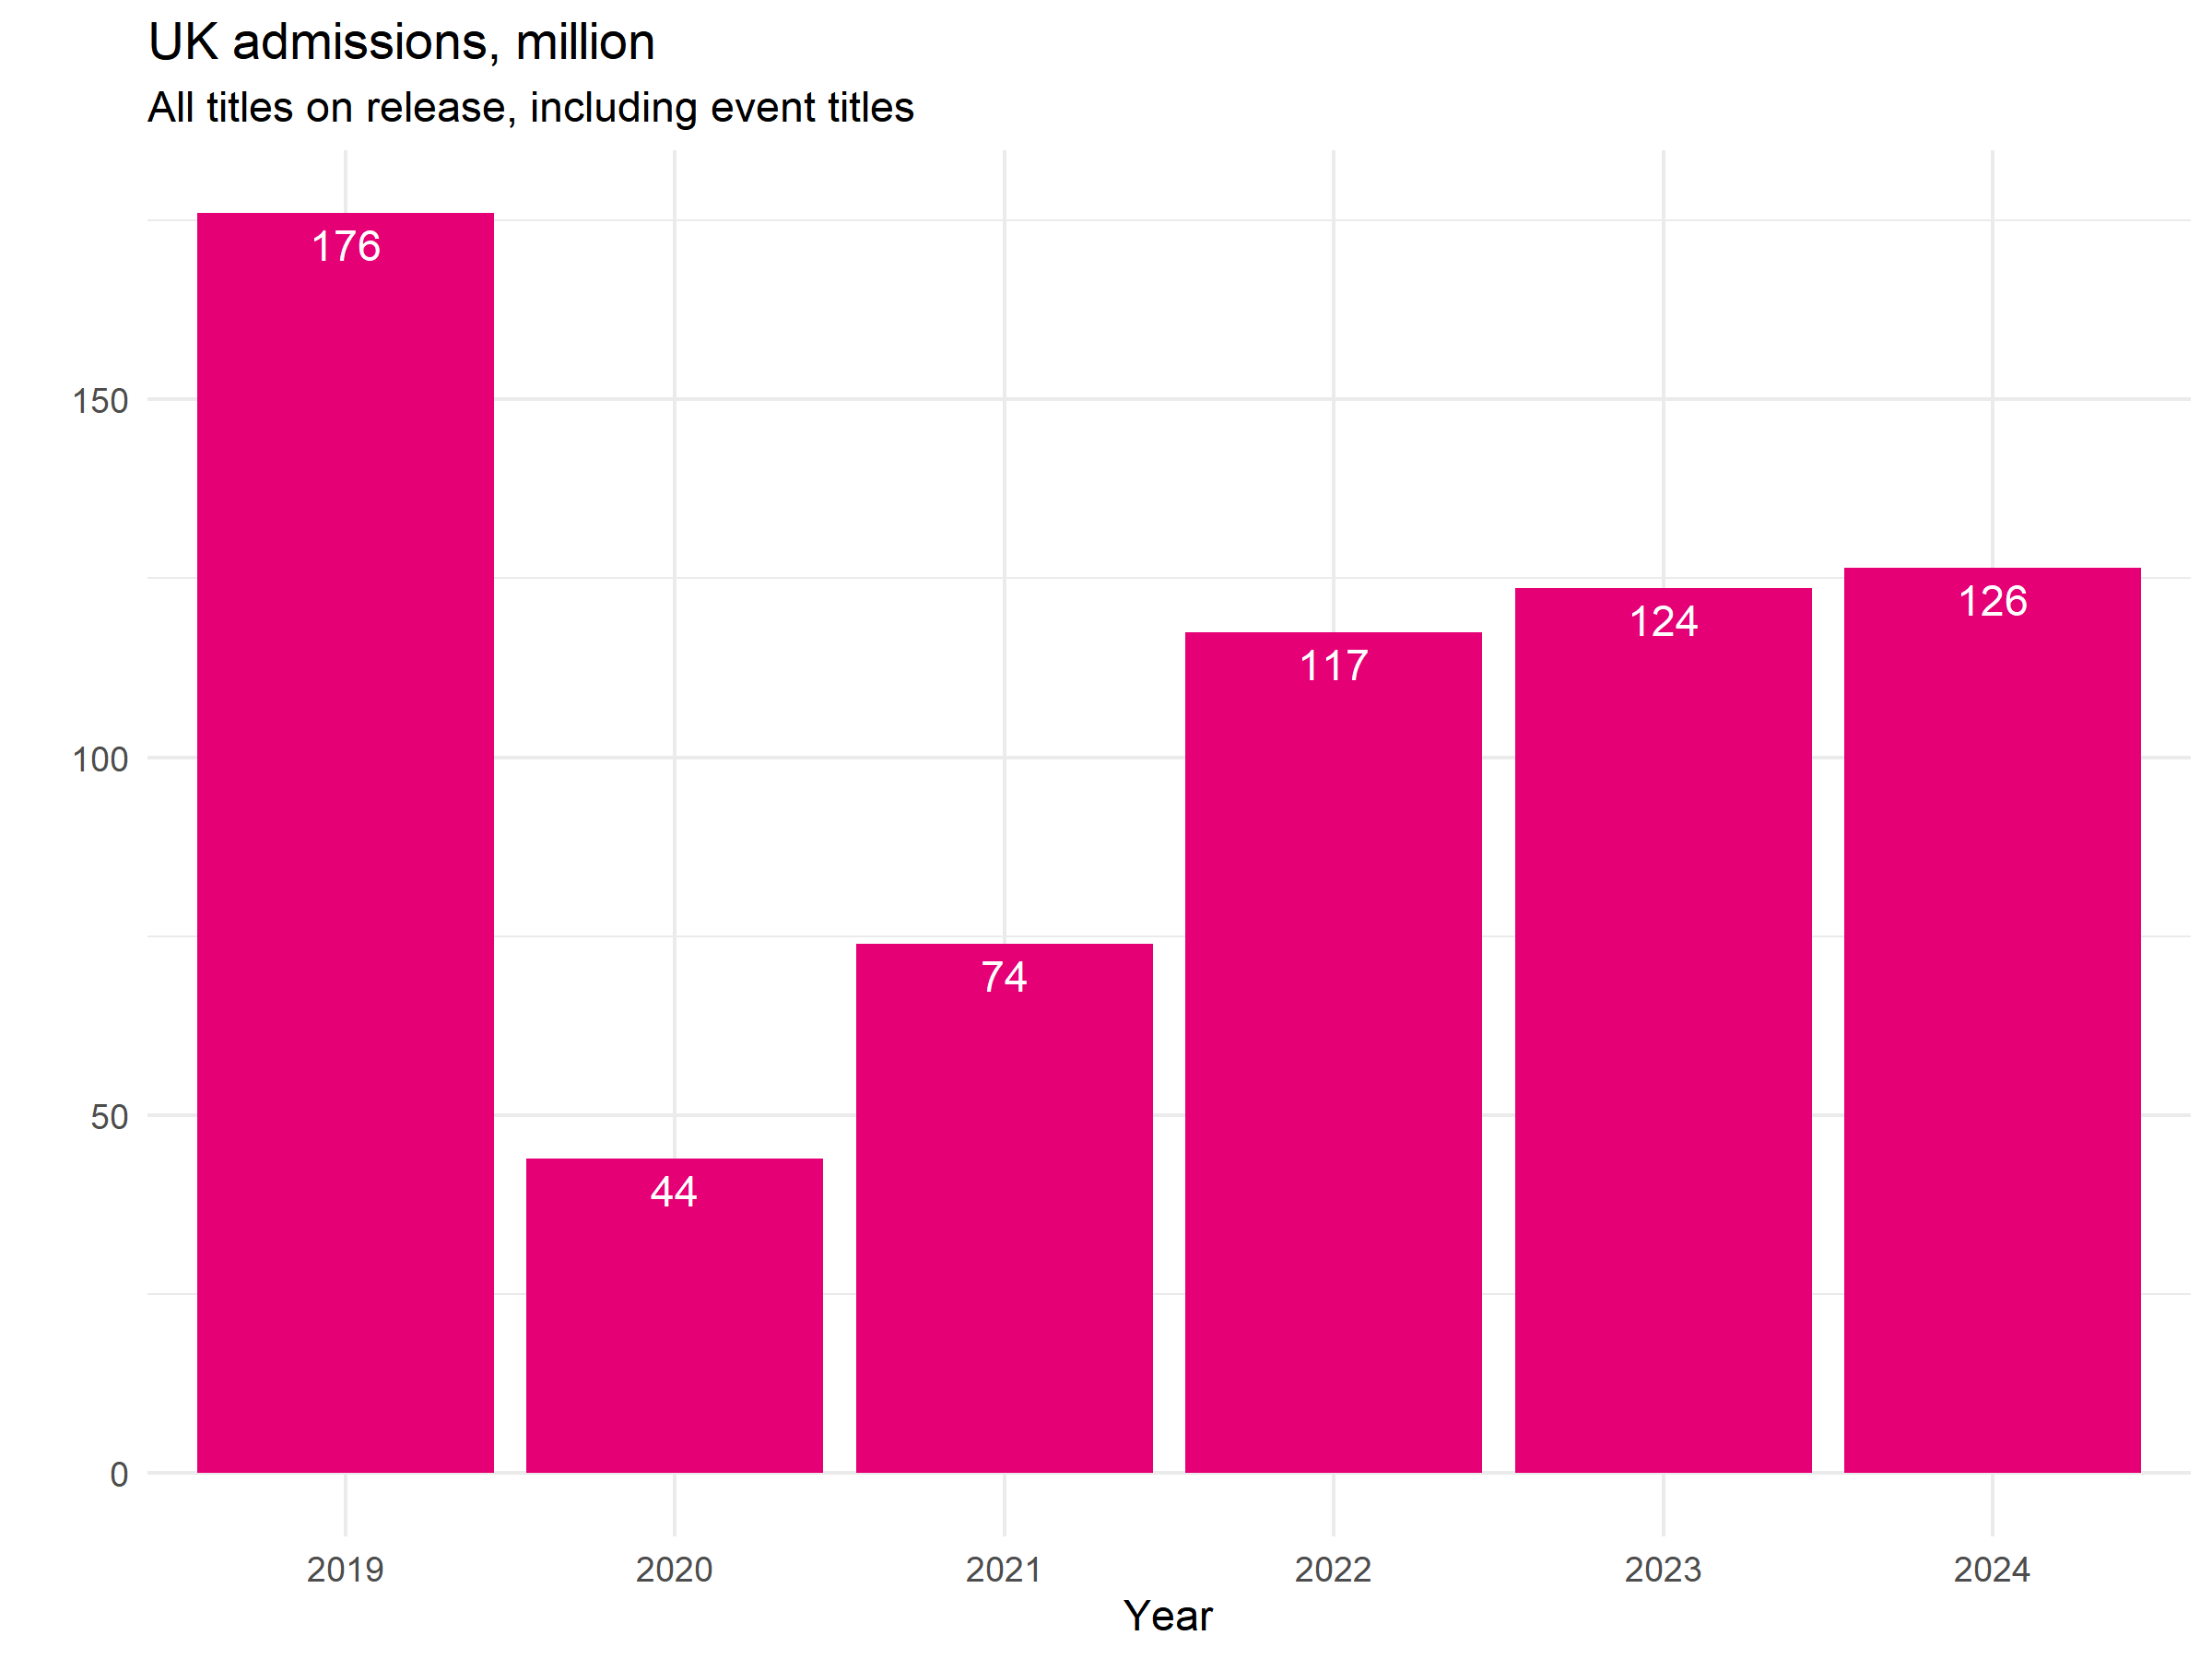 UK admissions, million
All titles on release, including event titles
176
150
126
124
117
100
74
50
44
0
2019 2020 2021 2022 2023 2024
Year